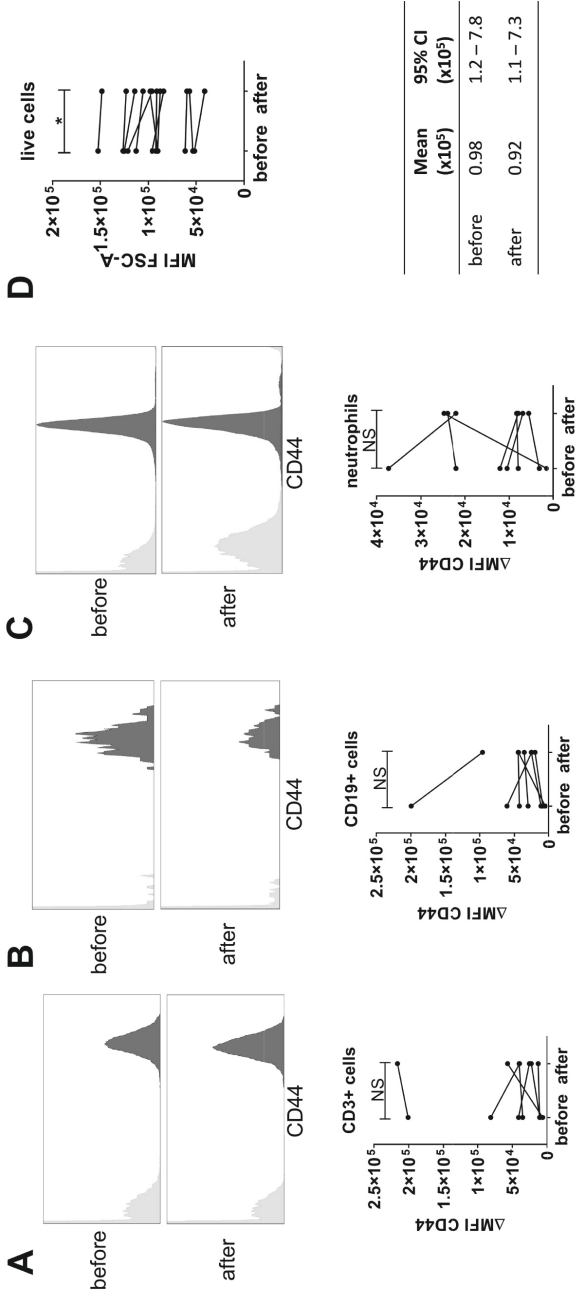 A
before
after
CD44
CD3+ cells
NS
2.5×10⁵
2×10⁵
1.5×10⁵
1×10⁵
5×10⁴
0
ΔMFI CD44
before after
B
before
after
CD44
CD19+ cells
NS
2.5×10⁵
2×10⁵
1.5×10⁵
1×10⁵
5×10⁴
0
ΔMFI CD44
before after
C
before
after
CD44
neutrophils
NS
4×10⁴
3×10⁴
2×10⁴
1×10⁴
0
ΔMFI CD44
before after
D
live cells
*
2×10⁵
1.5×10⁵
1×10⁵
5×10⁴
0
MFI FSC-A
before after
Mean 95% CI
(x10⁵) (x10⁵)
before 0.98 1.2 – 7.8
after 0.92 1.1 – 7.3